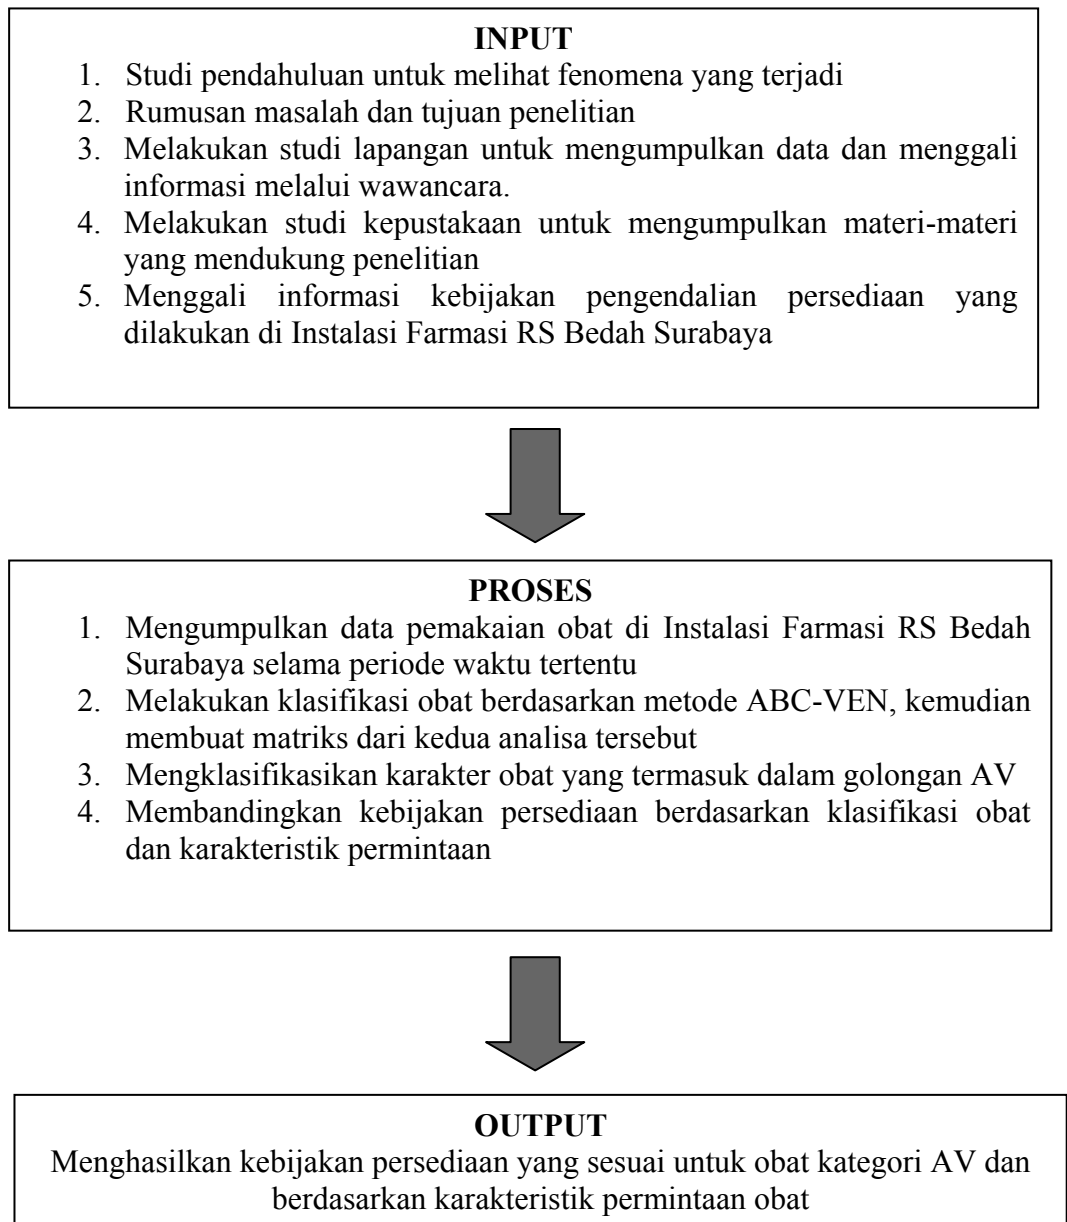 INPUT
1. Studi pendahuluan untuk melihat fenomena yang terjadi
2. Rumusan masalah dan tujuan penelitian
3. Melakukan studi lapangan untuk mengumpulkan data dan menggali
informasi melalui wawancara.
4. Melakukan studi kepustakaan untuk mengumpulkan materi-materi
yang mendukung penelitian
5. Menggali informasi kebijakan pengendalian persediaan yang
dilakukan di Instalasi Farmasi RS Bedah Surabaya
PROSES
1. Mengumpulkan data pemakaian obat di Instalasi Farmasi RS Bedah
Surabaya selama periode waktu tertentu
2. Melakukan klasifikasi obat berdasarkan metode ABC-VEN, kemudian
membuat matriks dari kedua analisa tersebut
3. Mengklasifikasikan karakter obat yang termasuk dalam golongan AV
4. Membandingkan kebijakan persediaan berdasarkan klasifikasi obat
dan karakteristik permintaan
OUTPUT
Menghasilkan kebijakan persediaan yang sesuai untuk obat kategori AV dan
berdasarkan karakteristik permintaan obat